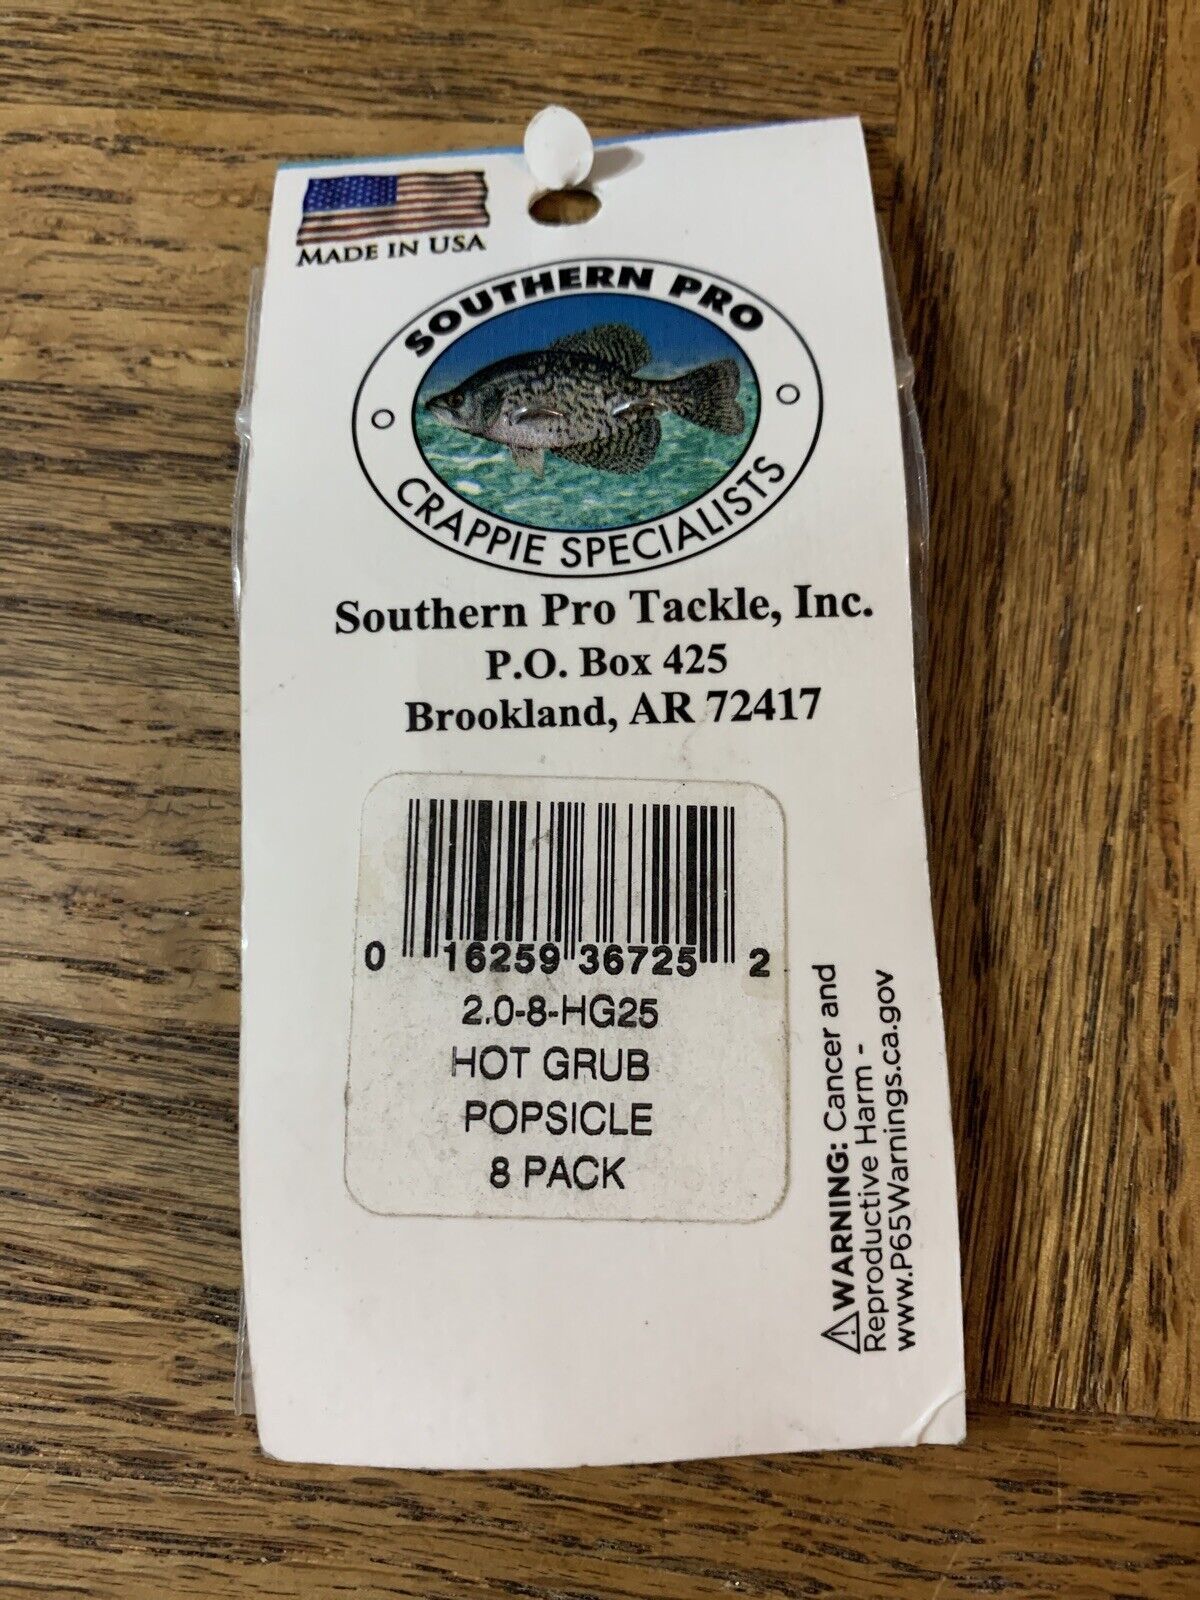 MADE IN USA
SOUTHERN PRO
CRAPPIE SPECIALISTS
Southern Pro Tackle, Inc.
P.O. Box 425
Brookland, AR 72417
0 16259 36725 2
2.0-8-HG25
HOT GRUB
POPSICLE
8 PACK
⚠WARNING: Cancer and
Reproductive Harm -
www.P65Warnings.ca.gov